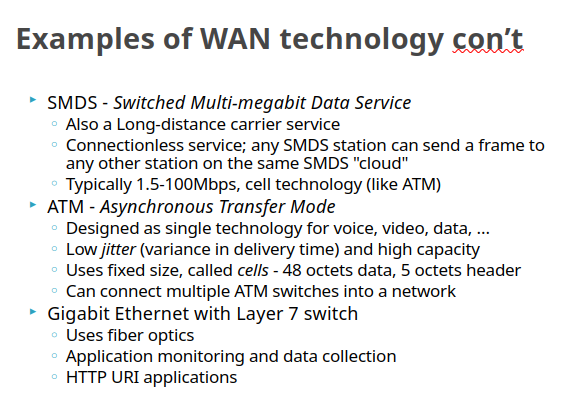 Examples of WAN technology con’t
SMDS - Switched Multi-megabit Data Service
Also a Long-distance carrier service
Connectionless service; any SMDS station can send a frame to
any other station on the same SMDS "cloud"
Typically 1.5-100Mbps, cell technology (like ATM)
ATM - Asynchronous Transfer Mode
Designed as single technology for voice, video, data, ...
Low jitter (variance in delivery time) and high capacity
Uses fixed size, called cells - 48 octets data, 5 octets header
Can connect multiple ATM switches into a network
Gigabit Ethernet with Layer 7 switch
Uses fiber optics
Application monitoring and data collection
HTTP URI applications